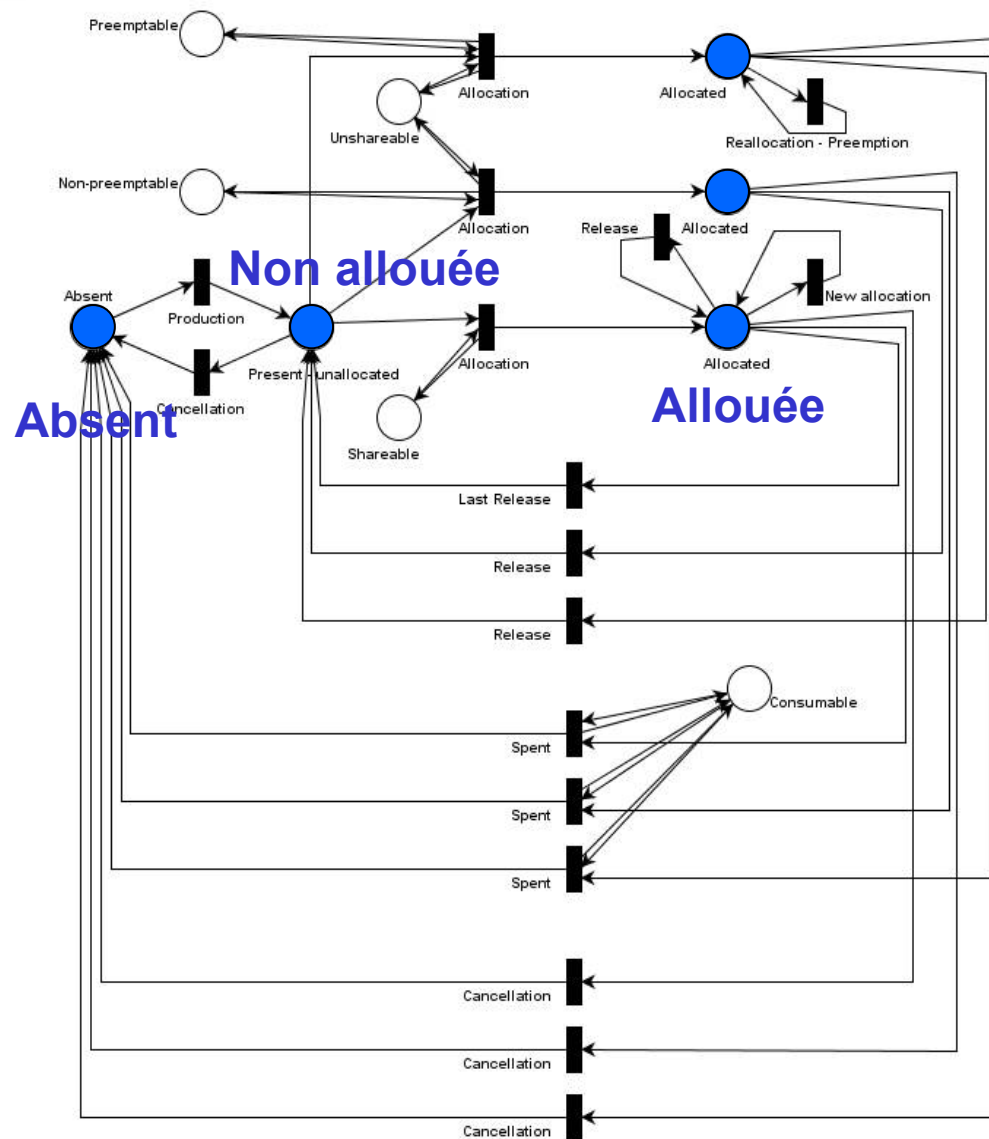 Preemptable
Allocation
Allocated
Unshareable
Reallocation - Preemption
Non-preemptable
Allocation
Allocated
Release
Non allouée
Absent
Production
New allocation
Present - unallocated
Allocation
Allocated
Cancellation
Absent
Allouée
Shareable
Last Release
Release
Release
Consumable
Spent
Spent
Spent
Cancellation
Cancellation
Cancellation